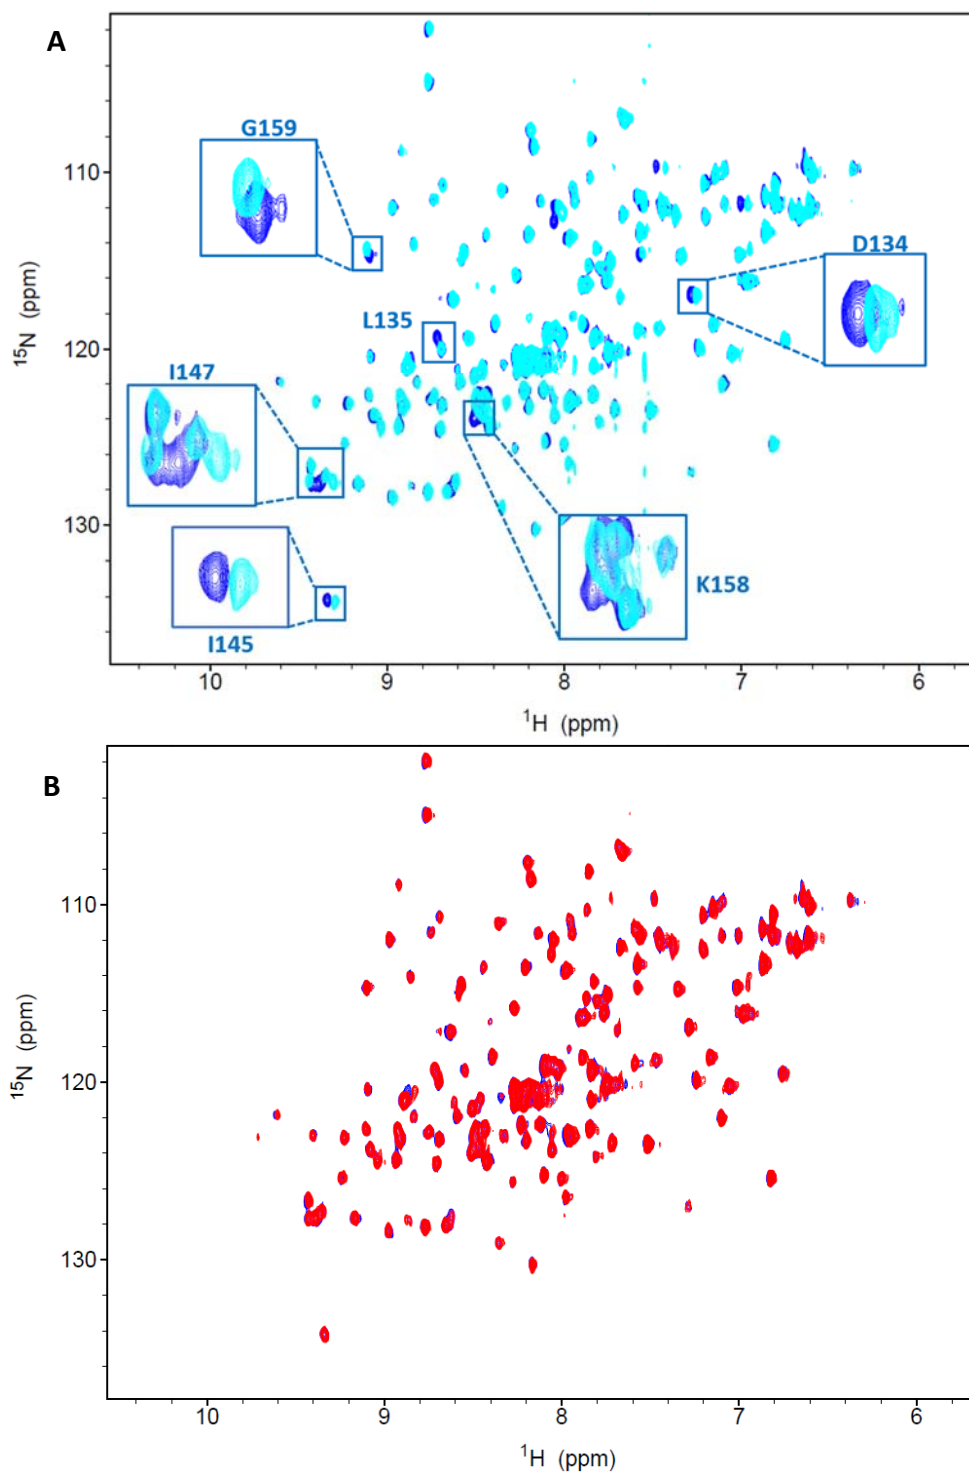 A
G159
D134
L135
I147
K158
I145
110
120
130
¹⁵N (ppm)
10 9 8 7 6
¹H (ppm)
B
110
120
130
¹⁵N (ppm)
10 9 8 7 6
¹H (ppm)